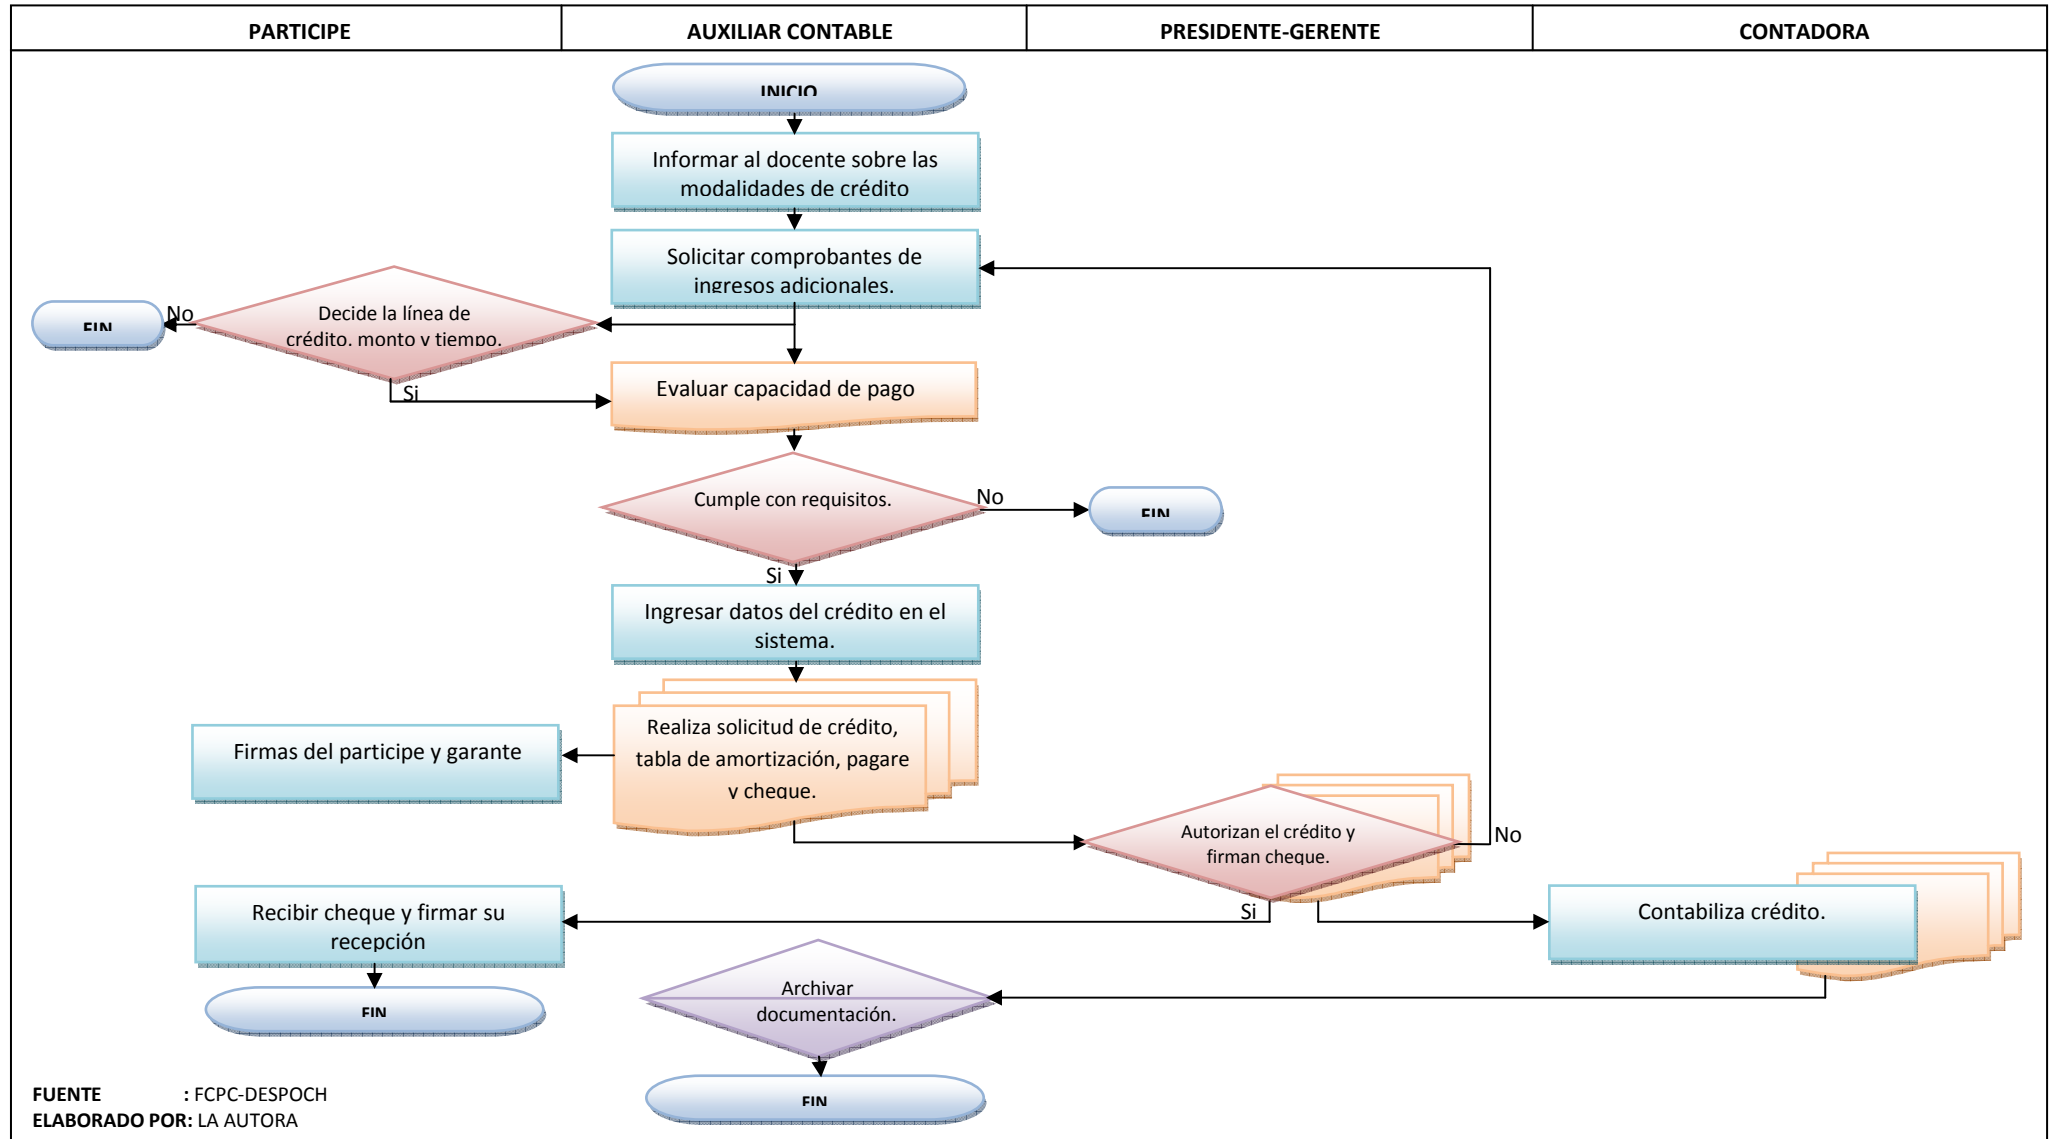 PARTICIPE
AUXILIAR CONTABLE
PRESIDENTE-GERENTE
CONTADORA
INICIO
Informar al docente sobre las
modalidades de crédito
Solicitar comprobantes de
ingresos adicionales.
Decide la línea de
crédito, monto y tiempo.
No
FIN
Si
Evaluar capacidad de pago
Cumple con requisitos.
No
FIN
Si
Ingresar datos del crédito en el
sistema.
Realiza solicitud de crédito,
tabla de amortización, pagare
y cheque.
Firmas del participe y garante
Autorizan el crédito y
firman cheque.
No
Si
Recibir cheque y firmar su
recepción
FIN
Contabiliza crédito.
Archivar
documentación.
FIN
FUENTE : FCPC-DESPOCH
ELABORADO POR: LA AUTORA